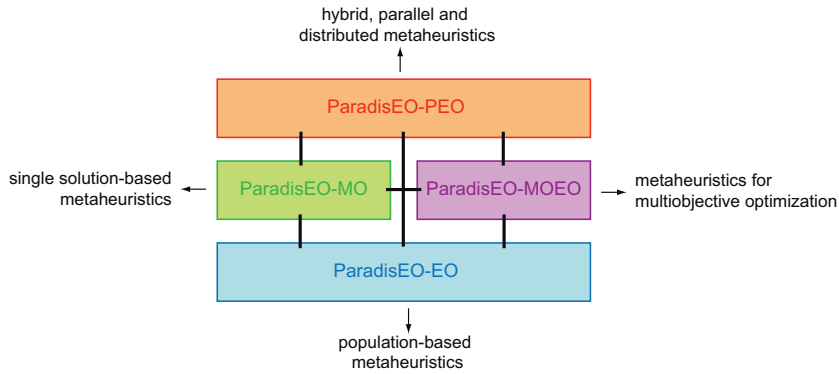 hybrid, parallel and
distributed metaheuristics
ParadisEO-PEO
single solution-based
metaheuristics
ParadisEO-MO
ParadisEO-MOEO
metaheuristics for
multiobjective optimization
ParadisEO-EO
population-based
metaheuristics